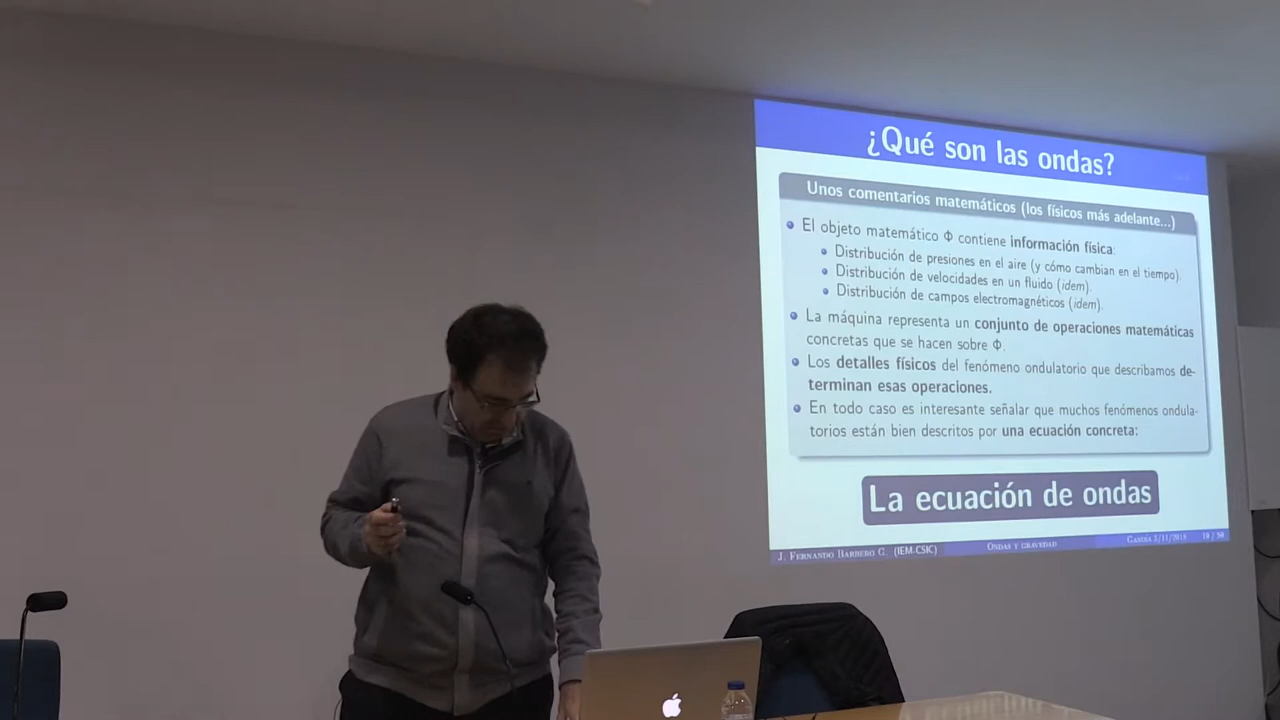 ¿Qué son las ondas?
Unos comentarios matemáticos (los físicos más adelante...)
El objeto matemático Φ contiene información física:
Distribución de presiones en el aire (y cómo cambian en el tiempo).
Distribución de velocidades en un fluido (idem).
Distribución de campos electromagnéticos (idem).
La máquina representa un conjunto de operaciones matemáticas
concretas que se hacen sobre Φ.
Los detalles físicos del fenómeno ondulatorio que describamos de-
terminan esas operaciones.
En todo caso es interesante señalar que muchos fenómenos ondula-
torios están bien descritos por una ecuación concreta:
La ecuación de ondas
J. Fernando Barbero G. (IEM-CSIC) Ondas y gravedad Gandía 3/11/2015